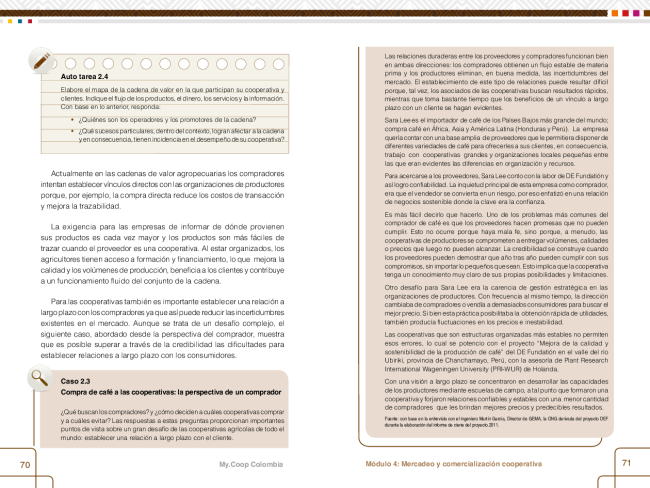 Auto tarea 2.4
Elabore el mapa de la cadena de valor en la que participan su cooperativa y
clientes. Indique el flujo de los productos, el dinero, los servicios y la información.
Con base en lo anterior, responda:
• ¿Quiénes son los operadores y los promotores de la cadena?
• ¿Qué sucesos particulares, dentro del contexto, logran afectar a la cadena
y en consecuencia, tienen incidencia en el desempeño de su cooperativa?
Actualmente en las cadenas de valor agropecuarias los compradores
intentan establecer vínculos directos con las organizaciones de productores
porque, por ejemplo, la compra directa reduce los costos de transacción
y mejora la trazabilidad.
La exigencia para las empresas de informar de dónde provienen
sus productos es cada vez mayor y los productos son más fáciles de
trazar cuando el proveedor es una cooperativa. Al estar organizados, los
agricultores tienen acceso a formación y financiamiento, lo que mejora la
calidad y los volúmenes de producción, beneficia a los clientes y contribuye
a un funcionamiento fluido del conjunto de la cadena.
Para las cooperativas también es importante establecer una relación a
largo plazo con los compradores ya que así puede reducir las incertidumbres
existentes en el mercado. Aunque se trata de un desafío complejo, el
siguiente caso, abordado desde la perspectiva del comprador, muestra
que es posible superar a través de la credibilidad las dificultades para
establecer relaciones a largo plazo con los consumidores.
Caso 2.3
Compra de café a las cooperativas: la perspectiva de un comprador
¿Qué buscan los compradores? y ¿cómo deciden a cuáles cooperativas comprar
y a cuáles evitar? Las respuestas a estas preguntas proporcionan importantes
puntos de vista sobre un gran desafío de las cooperativas agrícolas de todo el
mundo: establecer una relación a largo plazo con el cliente.
70
My.Coop Colombia
Las relaciones duraderas entre los proveedores y compradores funcionan bien
en ambas direcciones: los compradores obtienen un flujo estable de materia
prima y los productores eliminan, en buena medida, las incertidumbres del
mercado. El establecimiento de este tipo de relaciones puede resultar difícil
porque, tal vez, los asociados de las cooperativas buscan resultados rápidos,
mientras que toma bastante tiempo que los beneficios de un vínculo a largo
plazo con un cliente se hagan evidentes.
Sara Lee es el importador de café de los Países Bajos más grande del mundo;
compra café en África, Asia y América Latina (Honduras y Perú). La empresa
quería contar con una base amplia de proveedores que le permitiera disponer de
diferentes variedades de café para ofrecerles a sus clientes, en consecuencia,
trabajo con cooperativas grandes y organizaciones locales pequeñas entre
las que eran evidentes las diferencias en organización y recursos.
Para acercarse a los proveedores, Sara Lee conto con la labor de DE Fundatión y
así logro confiabilidad. La inquietud principal de esta empresa como comprador,
era que el vendedor se convierta en un riesgo, por eso enfatizó en una relación
de negocios sostenible donde la clave era la confianza.
Es más fácil decirlo que hacerlo. Uno de los problemas más comunes del
comprador de café es que los proveedores hacen promesas que no pueden
cumplir. Esto no ocurre porque haya mala fe, sino porque, a menudo, las
cooperativas de productores se comprometen a entregar volúmenes, calidades
o precios que luego no pueden alcanzar. La credibilidad se construye cuando
los proveedores pueden demostrar que año tras año pueden cumplir con sus
compromisos, sin importar lo pequeños que sean. Esto implica que la cooperativa
tenga un conocimiento muy claro de sus propias posibilidades y limitaciones.
Otro desafío para Sara Lee era la carencia de gestión estratégica en las
organizaciones de productores. Con frecuencia al mismo tiempo, la dirección
cambiaba de compradores o vendía a demasiados consumidores para buscar el
mejor precio. Si bien esta práctica posibilitaba la obtención rápida de utilidades,
también producía fluctuaciones en los precios e inestabilidad.
Las cooperativas que son estructuras organizadas más estables no permiten
esos errores, lo cual se potencio con el proyecto "Mejora de la calidad y
sostenibilidad de la producción de café" del DE Fundatión en el valle del río
Ubiriki, provincia de Chanchamayo, Perú, con la asesoría de Plant Research
International Wageningen University (PRI-WUR) de Holanda.
Con una visión a largo plazo se concentraron en desarrollar las capacidades
de los productores mediante escuelas de campo, a tal punto que formaron una
cooperativa y forjaron relaciones confiables y estables con una menor cantidad
de compradores que les brindan mejores precios y predecibles resultados.
Fuente: con base en la entrevista con el Ingeniero Martín García, Director de GEMA, la ONG derivada del proyecto DEF
durante la elaboración del informe de cierre del proyecto 2011.
Módulo 4: Mercadeo y comercialización cooperativa
71